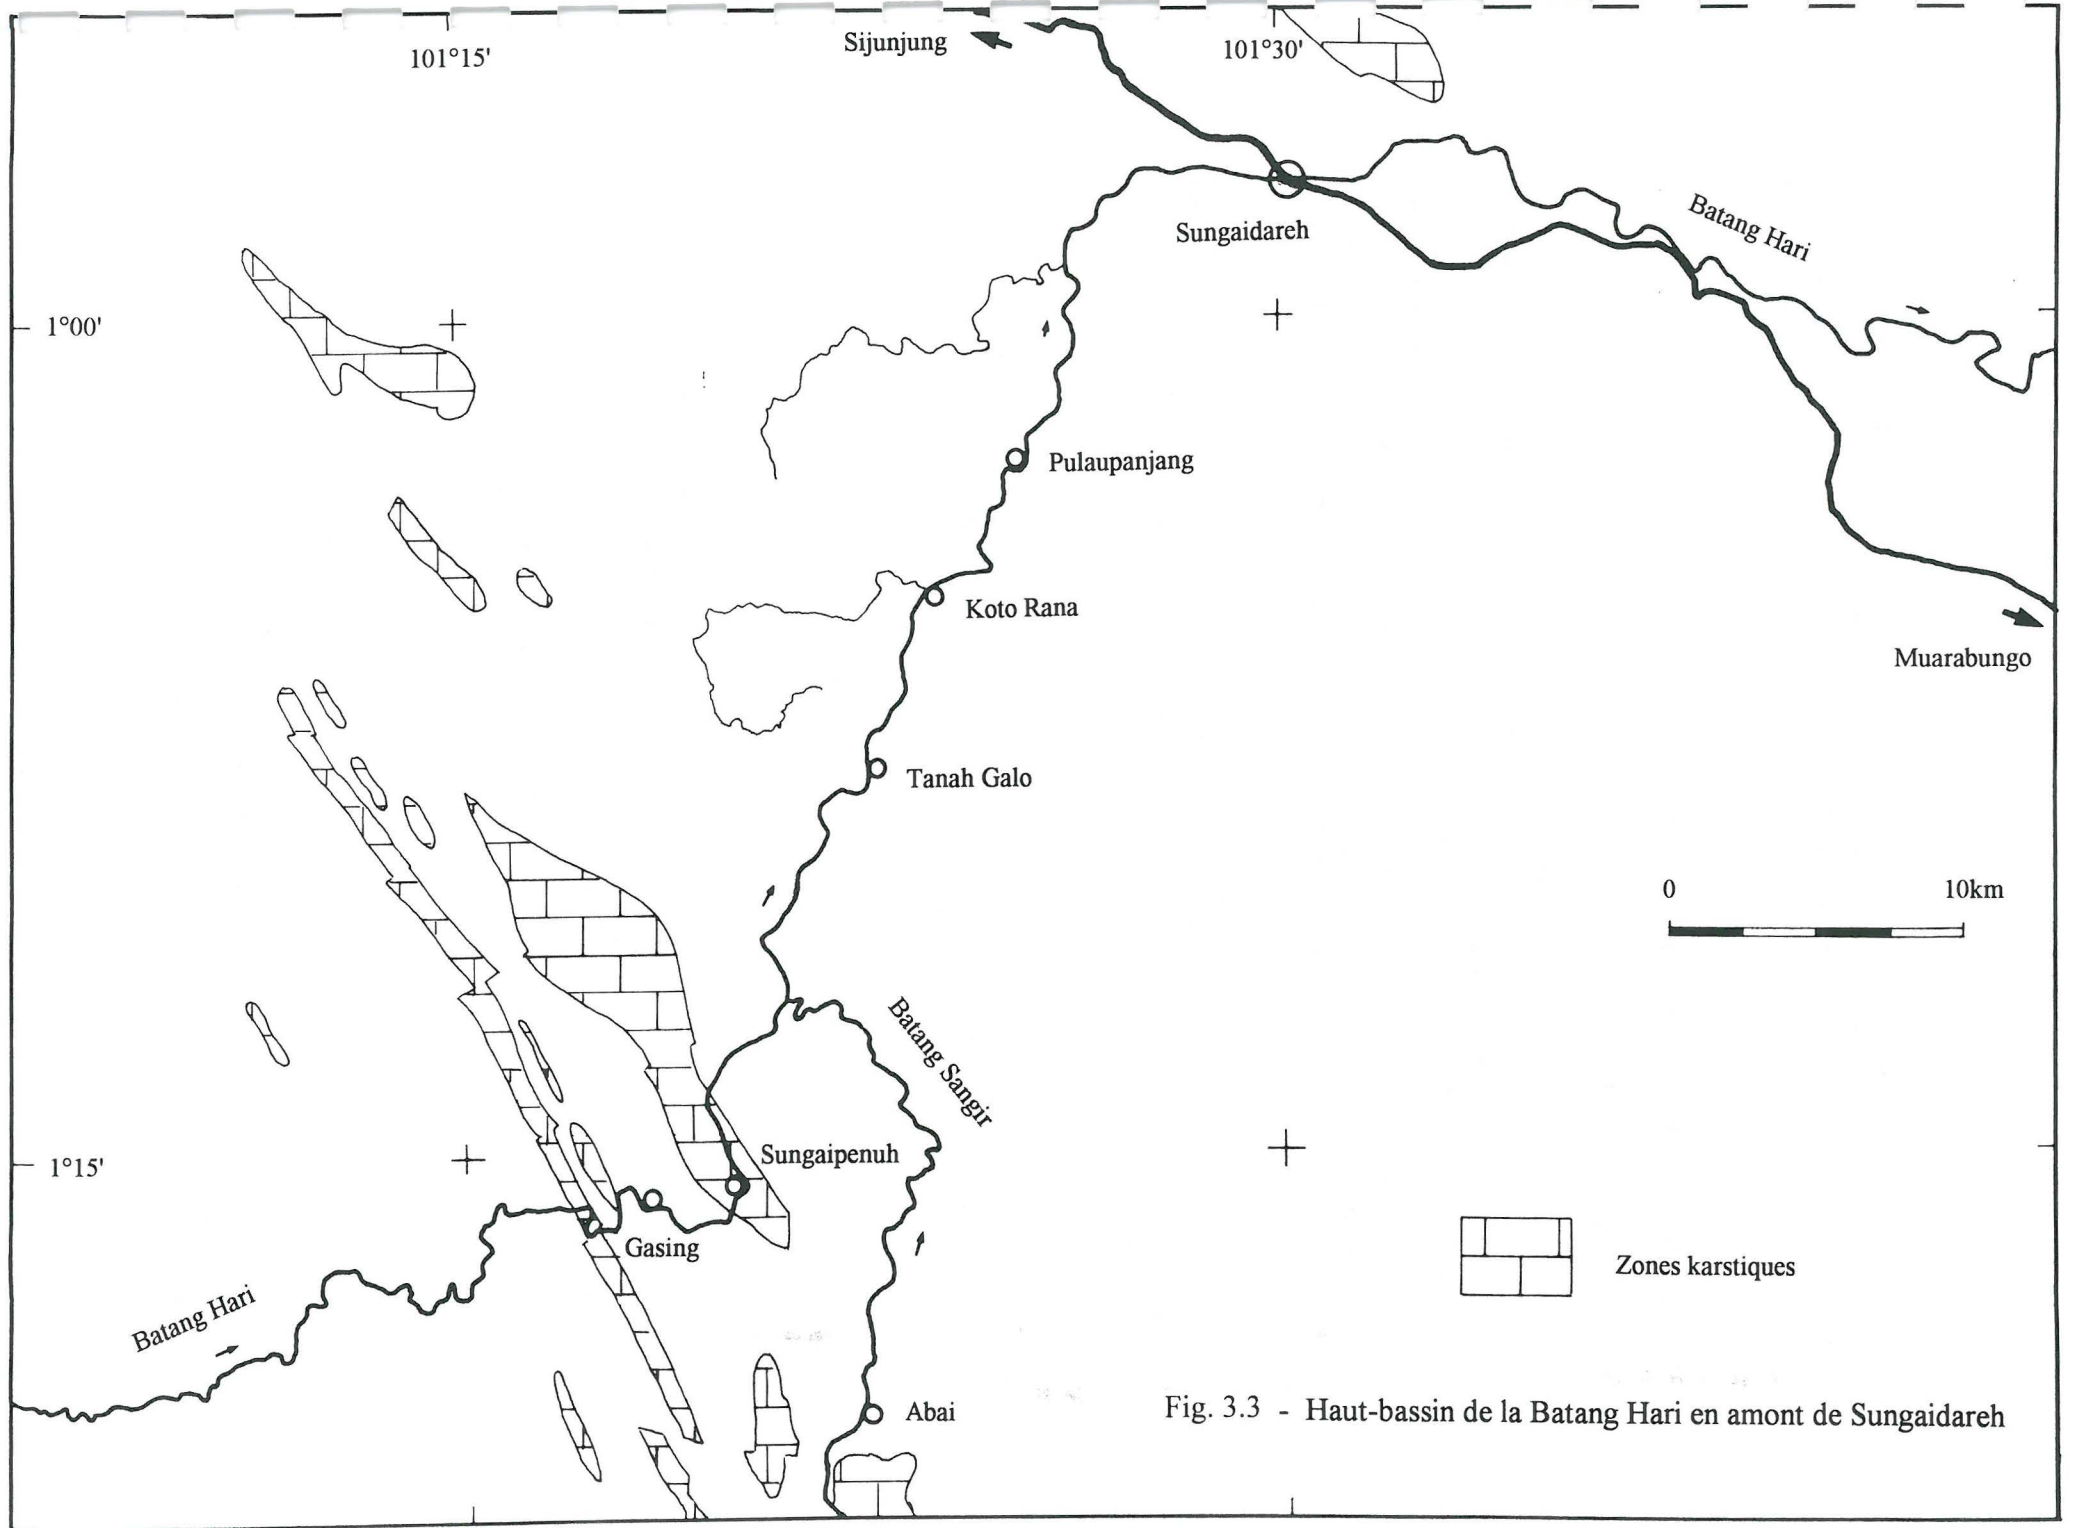 Sijunjung
101°15'
101°30'
Batang Hari
Sungaidareh
1°00'
Pulaupanjang
Koto Rana
Muarabungo
Tanah Galo
0 10km
Batang Sangir
Sungaipenuh
1°15'
Gasing
Zones karstiques
Batang Hari
Abai
Fig. 3.3 - Haut-bassin de la Batang Hari en amont de Sungaidareh